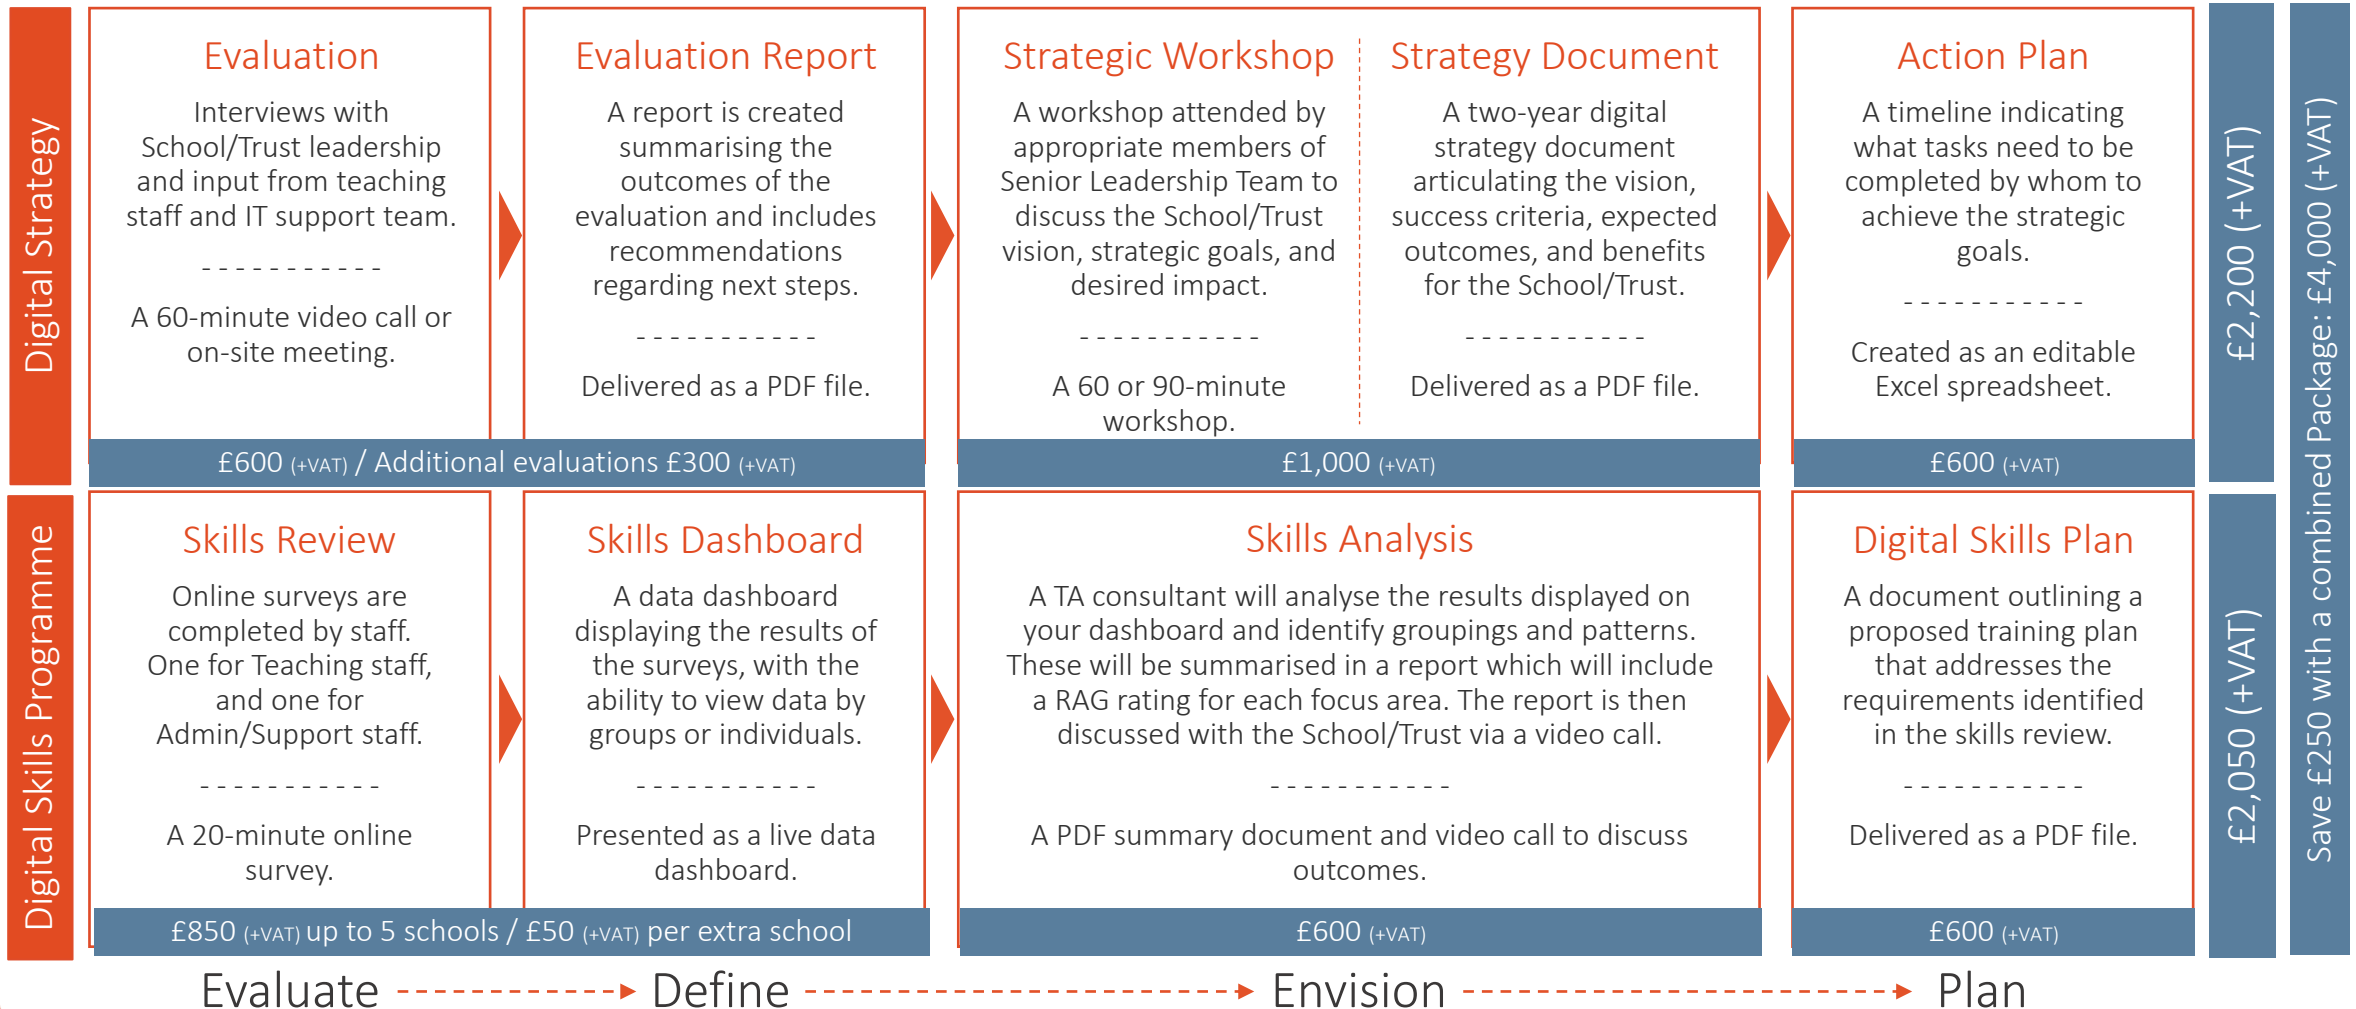 Digital Strategy
Evaluation
Interviews with
School/Trust leadership
and input from teaching
staff and IT support team.
- - - - - - - - - - -
A 60-minute video call or
on-site meeting.
Evaluation Report
A report is created
summarising the
outcomes of the
evaluation and includes
recommendations
regarding next steps.
- - - - - - - - - - -
Delivered as a PDF file.
£600 (+VAT) / Additional evaluations £300 (+VAT)
Strategic Workshop
A workshop attended by
appropriate members of
Senior Leadership Team to
discuss the School/Trust
vision, strategic goals, and
desired impact.
- - - - - - - - - - -
A 60 or 90-minute
workshop.
Strategy Document
A two-year digital
strategy document
articulating the vision,
success criteria, expected
outcomes, and benefits
for the School/Trust.
- - - - - - - - - - -
Delivered as a PDF file.
£1,000 (+VAT)
Action Plan
A timeline indicating
what tasks need to be
completed by whom to
achieve the strategic
goals.
- - - - - - - - - - -
Created as an editable
Excel spreadsheet.
£600 (+VAT)
£2,200 (+VAT)
Digital Skills Programme
Skills Review
Online surveys are
completed by staff.
One for Teaching staff,
and one for
Admin/Support staff.
- - - - - - - - - - -
A 20-minute online
survey.
Skills Dashboard
A data dashboard
displaying the results of
the surveys, with the
ability to view data by
groups or individuals.
- - - - - - - - - - -
Presented as a live data
dashboard.
£850 (+VAT) up to 5 schools / £50 (+VAT) per extra school
Skills Analysis
A TA consultant will analyse the results displayed on
your dashboard and identify groupings and patterns.
These will be summarised in a report which will include
a RAG rating for each focus area. The report is then
discussed with the School/Trust via a video call.
- - - - - - - - - - -
A PDF summary document and video call to discuss
outcomes.
£600 (+VAT)
Digital Skills Plan
A document outlining a
proposed training plan
that addresses the
requirements identified
in the skills review.
- - - - - - - - - - -
Delivered as a PDF file.
£600 (+VAT)
£2,050 (+VAT)
Save £250 with a combined Package: £4,000 (+VAT)
Evaluate
Define
Envision
Plan